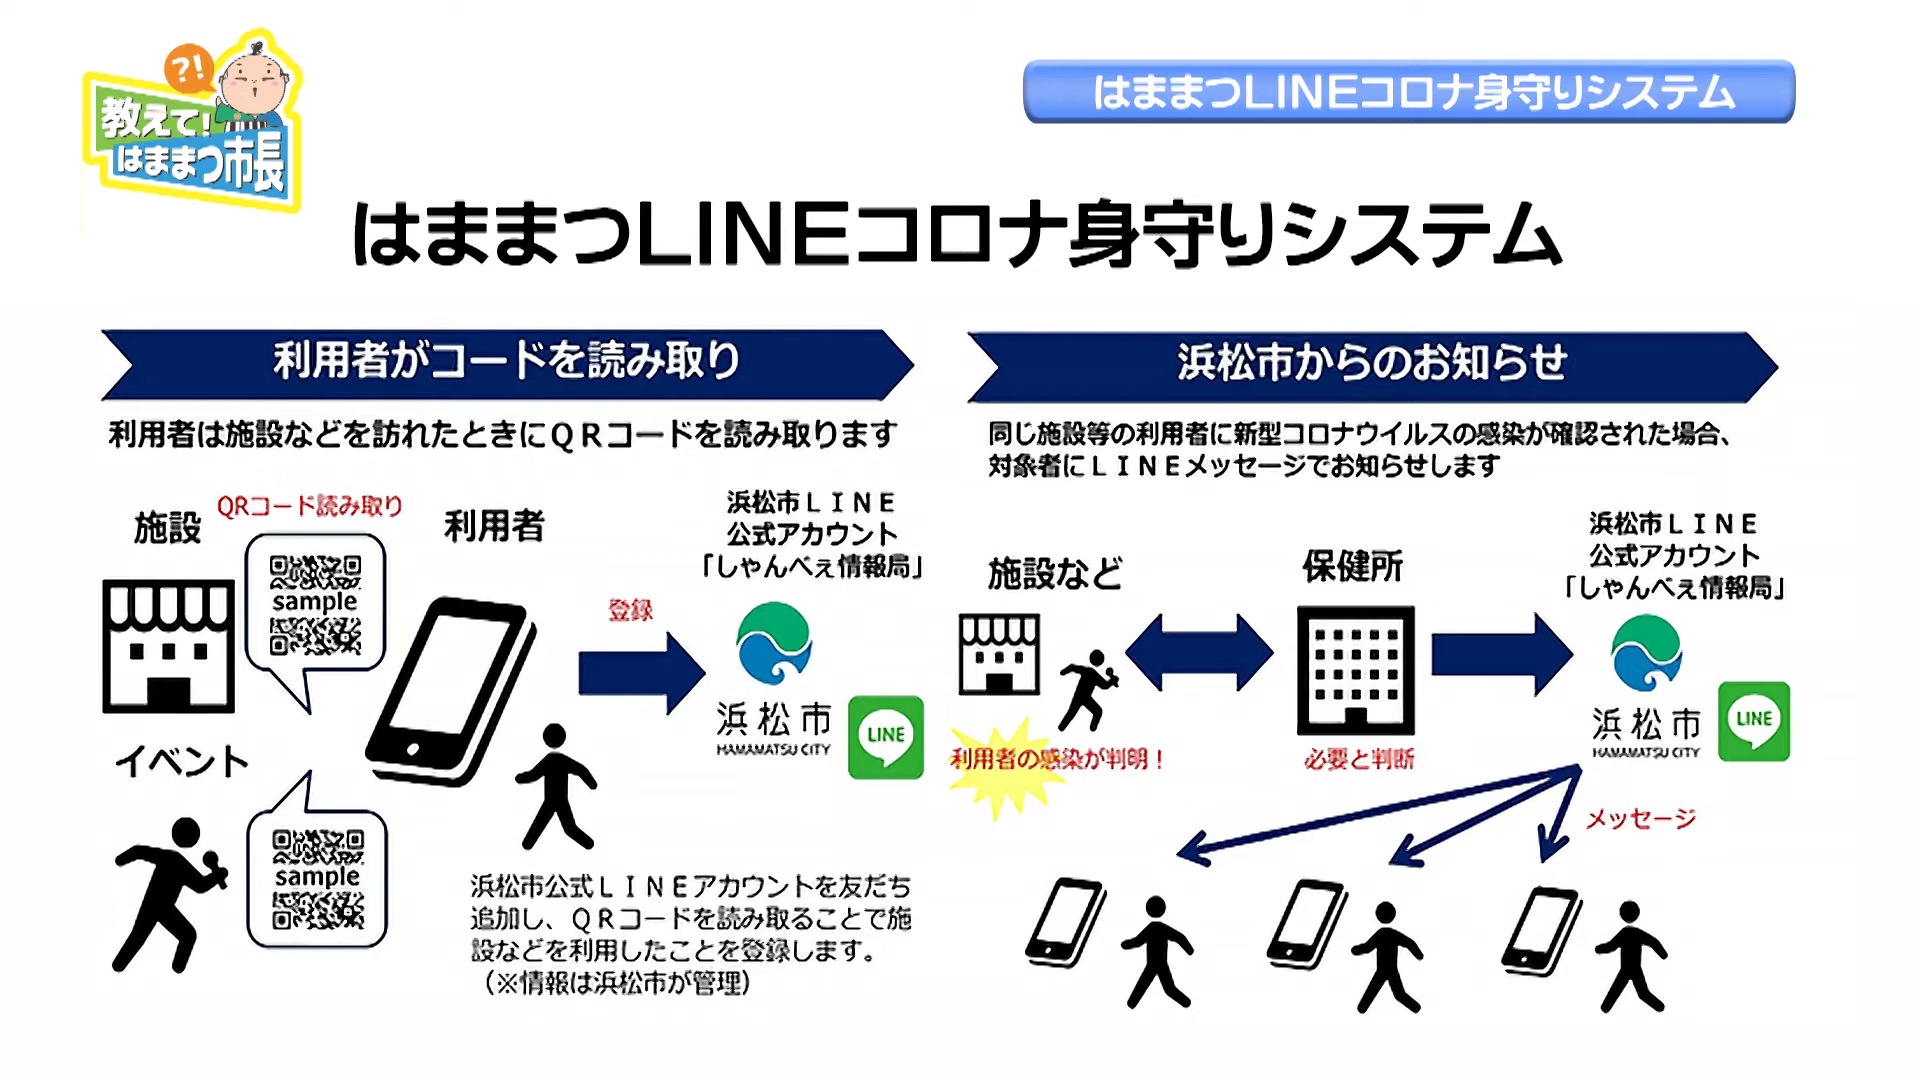 ?!
教えて!
はままつ市長
はままつLINEコロナ身守りシステム
はままつLINEコロナ身守りシステム
利用者がコードを読み取り
利用者は施設などを訪れたときにＱＲコードを読み取ります
施設
QRコード読み取り
sample
利用者
登録
浜松市ＬＩＮＥ
公式アカウント
「しゃんべぇ情報局」
浜松市
HAMAMATSU CITY
LINE
イベント
sample
浜松市公式ＬＩＮＥアカウントを友だち
追加し、ＱＲコードを読み取ることで施
設などを利用したことを登録します。
（※情報は浜松市が管理）
浜松市からのお知らせ
同じ施設等の利用者に新型コロナウイルスの感染が確認された場合、
対象者にＬＩＮＥメッセージでお知らせします
施設など
利用者の感染が判明！
保健所
必要と判断
浜松市ＬＩＮＥ
公式アカウント
「しゃんべぇ情報局」
浜松市
HAMAMATSU CITY
LINE
メッセージ